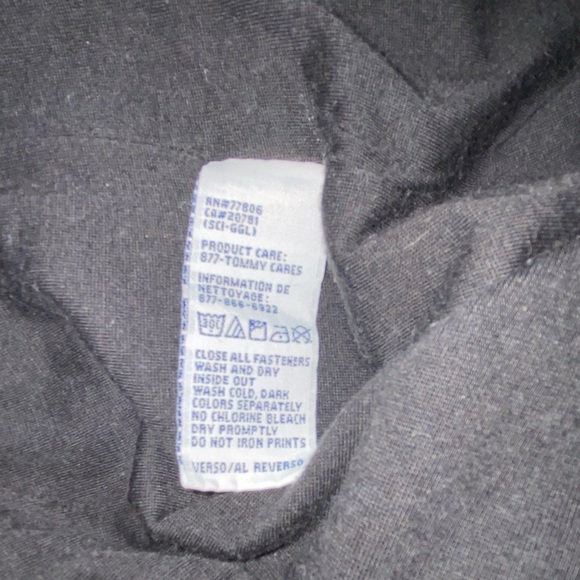 RN#77806
CA#20781
(SCI-GGL)
PRODUCT CARE:
877-TOMMY CARES
INFORMATION DE
NETTOYAGE:
877-866-6922
30
CLOSE ALL FASTENERS
WASH AND DRY
INSIDE OUT
WASH COLD, DARK
COLORS SEPARATELY
NO CHLORINE BLEACH
DRY PROMPTLY
DO NOT IRON PRINTS
VERSO/AL REVERSO